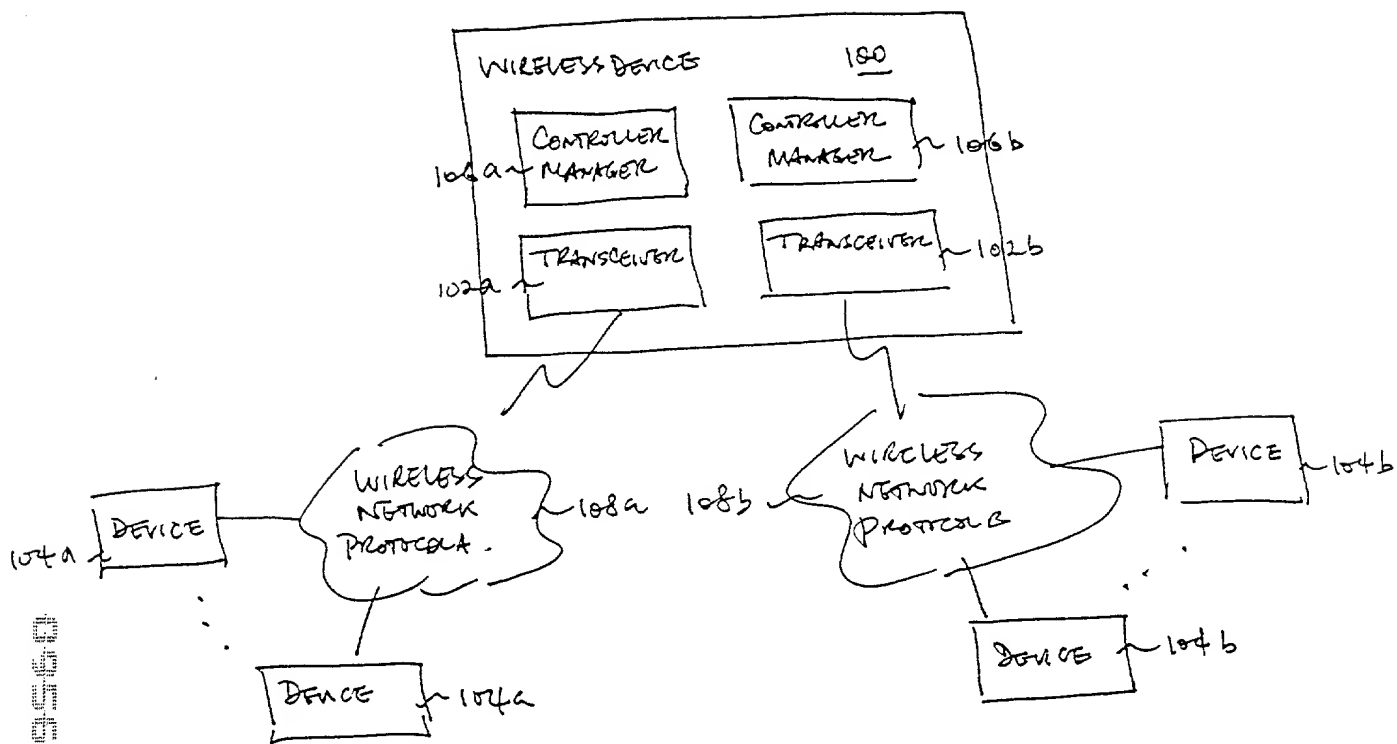 WIRELESS DEVICE 100
CONTROLLER
MANAGER
106a
CONTROLLER
MANAGER
106b
TRANSCEIVER
102a
TRANSCEIVER
102b
WIRELESS
NETWORK
PROTOCOL A.
108a
108b
WIRELESS
NETWORK
PROTOCOL B
DEVICE
104a
DEVICE
104b
DEVICE
104a
DEVICE
104b